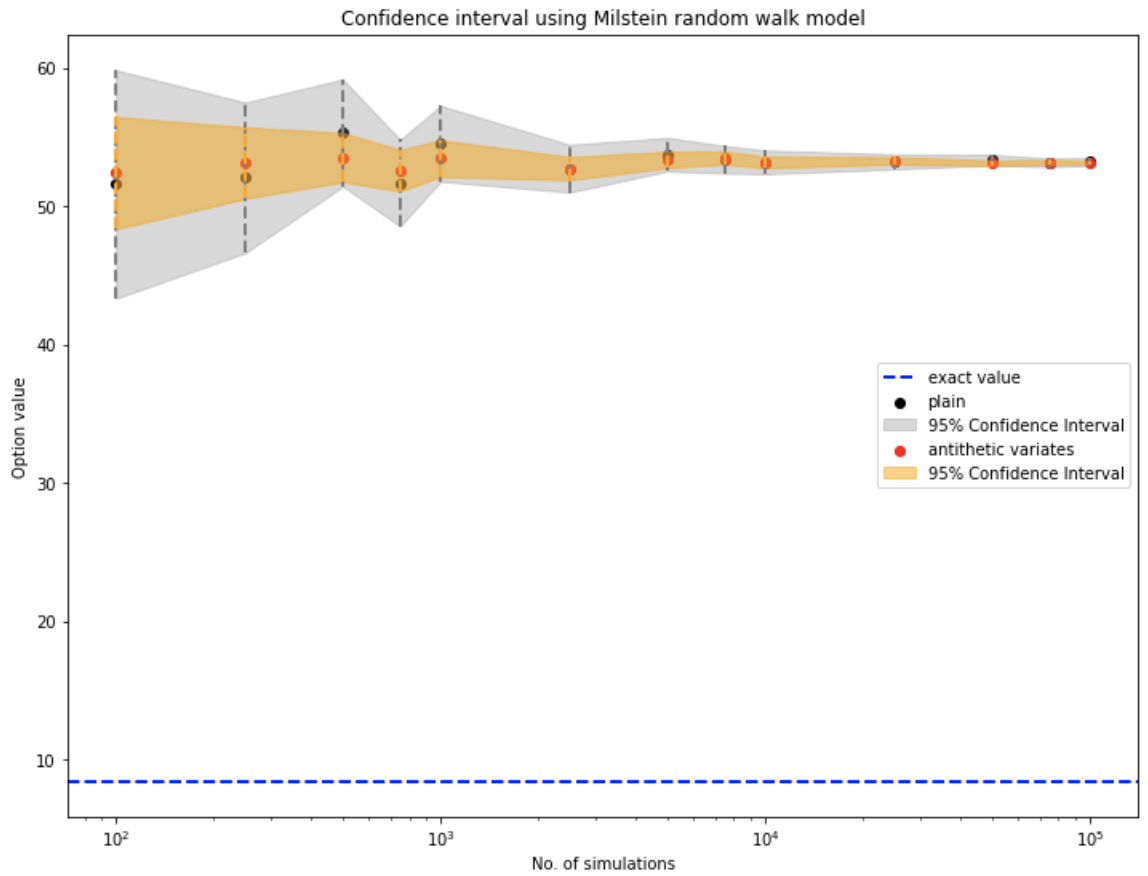 Confidence interval using Milstein random walk model
60
50
40
30
20
10
Option value
exact value
plain
95% Confidence Interval
antithetic variates
95% Confidence Interval
10²
10³
10⁴
10⁵
No. of simulations